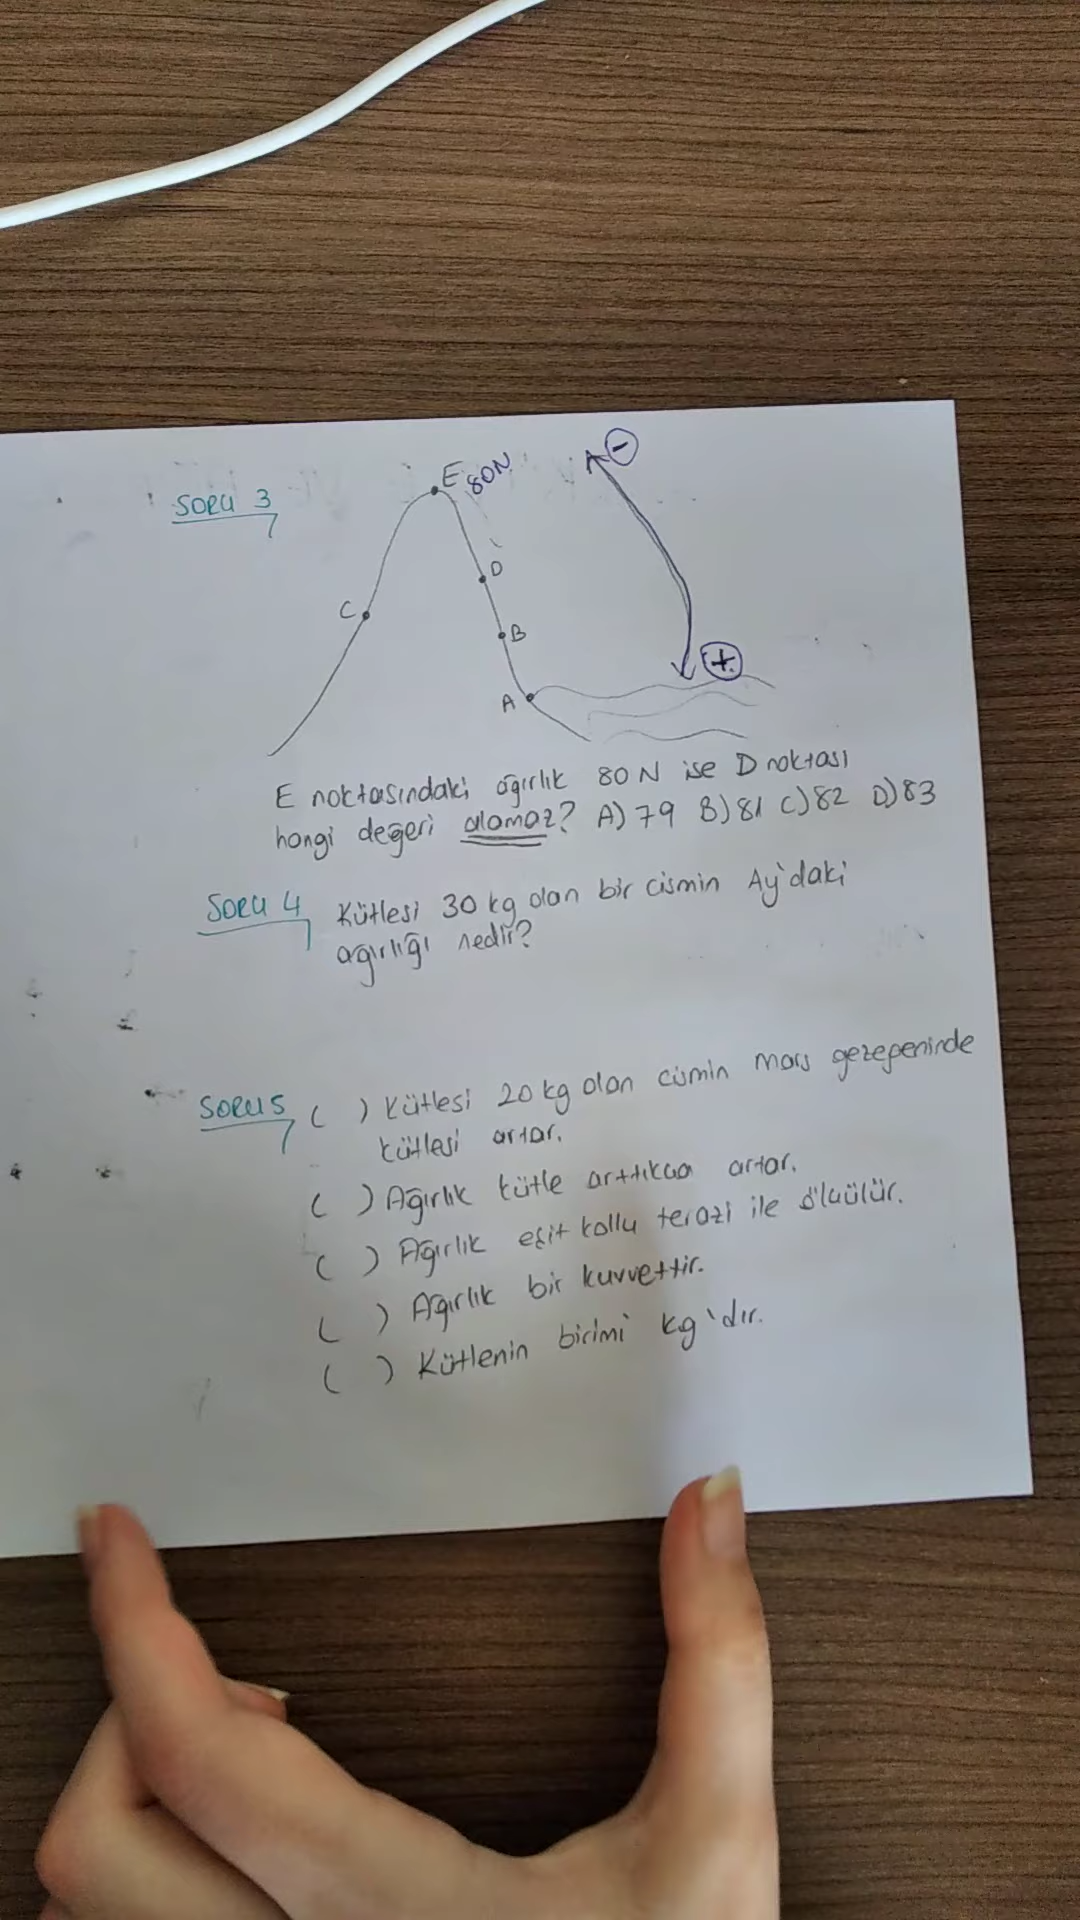 SORU 3
E 80N
-
D
C
B
+
A
E noktasındaki ağırlık 80 N ise D noktası
hangi değeri alamaz? A) 79 B) 81 C) 82 D) 83
SORU 4 Kütlesi 30 kg olan bir cismin Ay'daki
ağırlığı nedir?
SORU 5 ( ) Kütlesi 20 kg olan cismin mars gezepeninde
kütlesi artar.
( ) Ağırlık kütle arttıkça artar.
( ) Ağırlık eşit kollu terazi ile ölçülür.
( ) Ağırlık bir kuvvettir.
( ) Kütlenin birimi kg'dır.